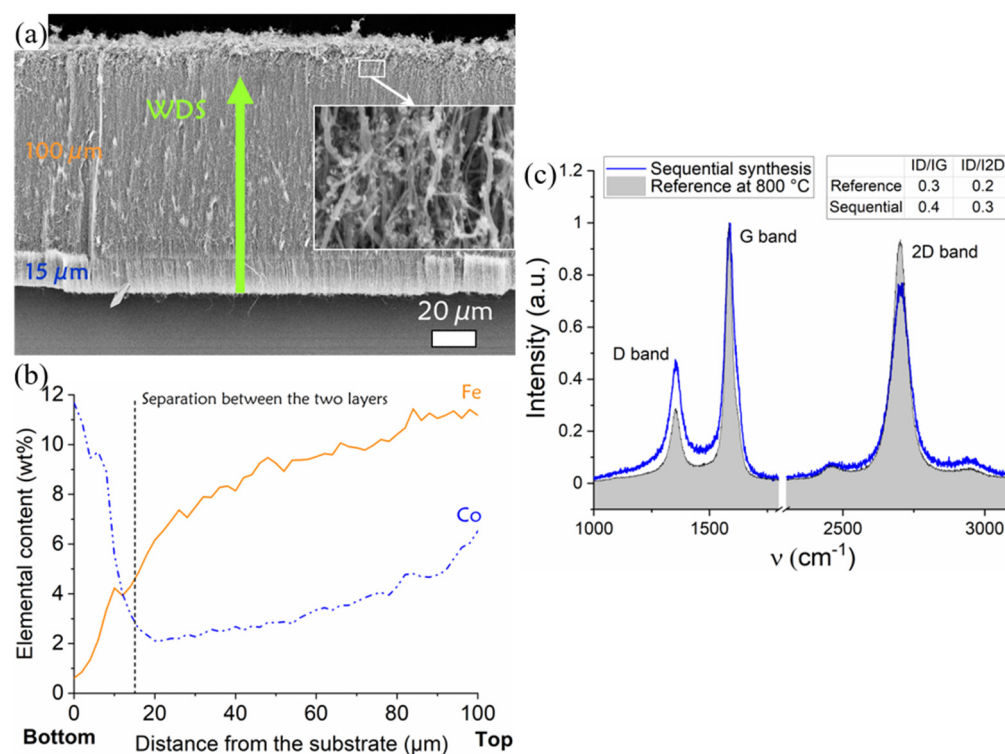 (a)
WDS
100 µm
15 µm
20 µm
(b)
12
10
8
6
4
2
0
Elemental content (wt%)
Separation between the two layers
Fe
Co
0 20 40 60 80 100
Bottom Distance from the substrate (µm) Top
(c)
Sequential synthesis
Reference at 800 °C
ID/IG ID/I2D
Reference 0.3 0.2
Sequential 0.4 0.3
1.2
1
0.8
0.6
0.4
0.2
0
Intensity (a.u.)
D band
G band
2D band
1000 1500 2500 3000
ν (cm-1)